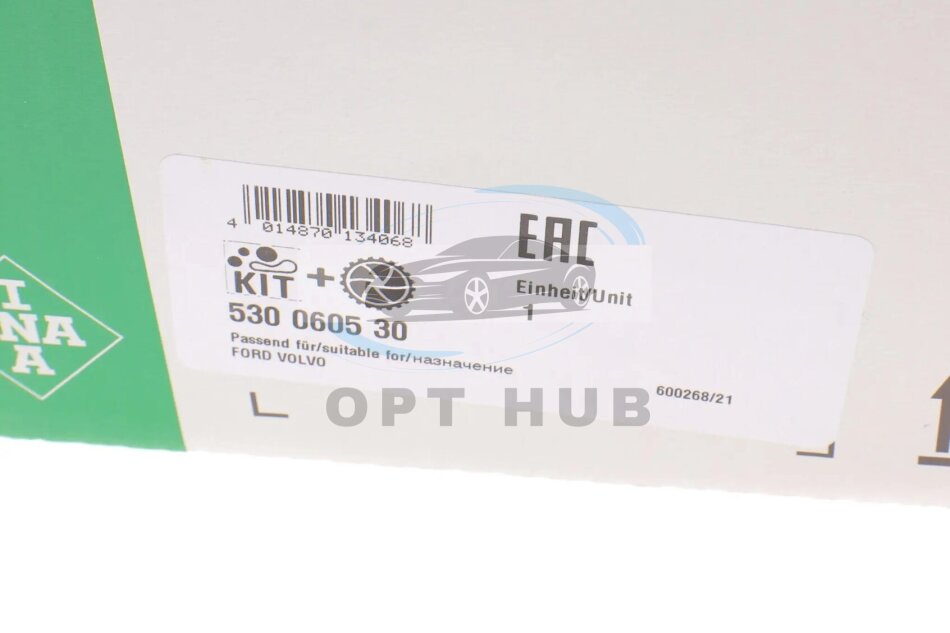 I
NA
A
4 014870 134068
EAC
KIT +
Einheit/Unit
1
530 0605 30
Passend für/suitable for/назначение
FORD VOLVO
600268/21
OPT HUB